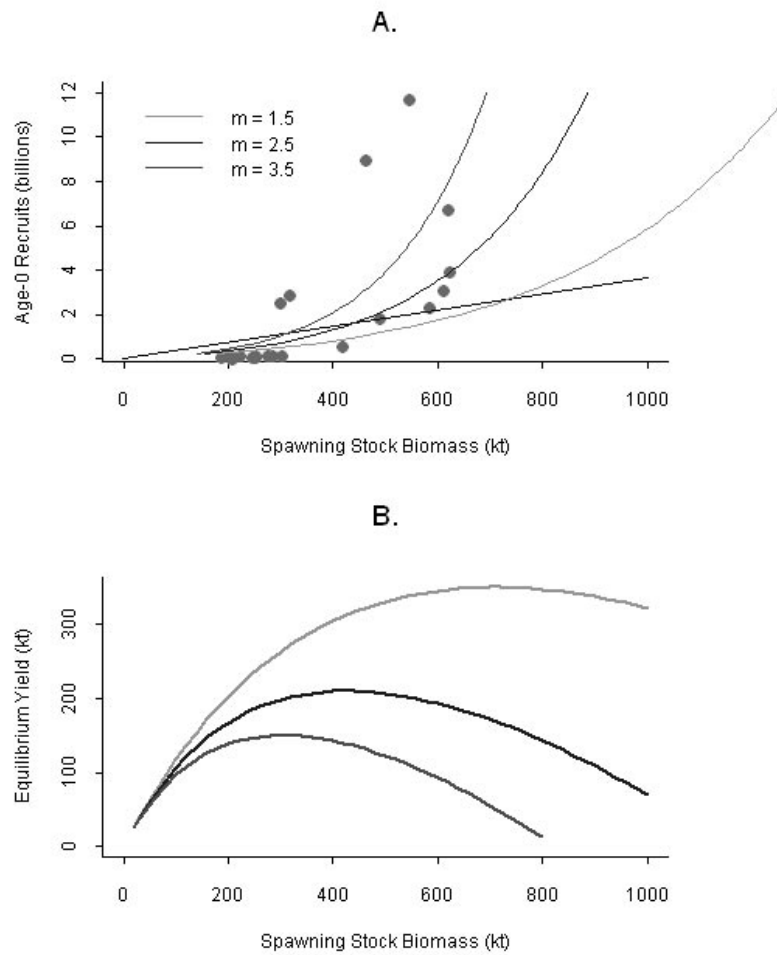 A.
Age-0 Recruits (billions)
12
10
8
6
4
2
0
m = 1.5
m = 2.5
m = 3.5
0 200 400 600 800 1000
Spawning Stock Biomass (kt)
B.
Equilibrium Yield (kt)
300
200
100
0
0 200 400 600 800 1000
Spawning Stock Biomass (kt)